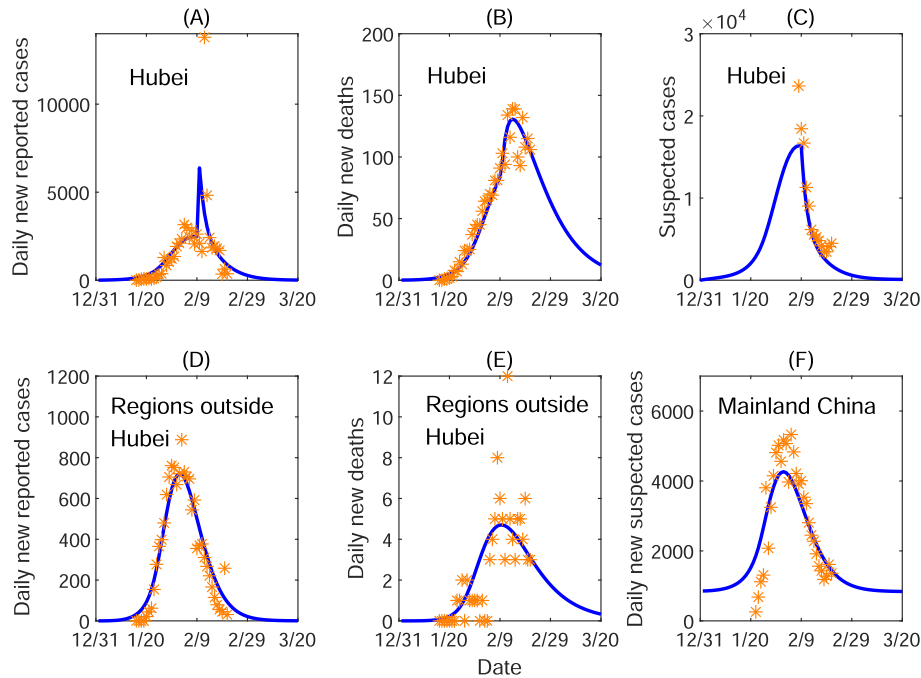 (A)
Daily new reported cases
Hubei
10000
5000
0
12/31 1/20 2/9 2/29 3/20
(B)
Daily new deaths
Hubei
200
150
100
50
0
12/31 1/20 2/9 2/29 3/20
(C)
×10⁴
Suspected cases
Hubei
3
2
1
0
12/31 1/20 2/9 2/29 3/20
(D)
Daily new reported cases
Regions outside
Hubei
1200
1000
800
600
400
200
0
12/31 1/20 2/9 2/29 3/20
(E)
Daily new deaths
Regions outside
Hubei
12
10
8
6
4
2
0
12/31 1/20 2/9 2/29 3/20
Date
(F)
Daily new suspected cases
Mainland China
6000
4000
2000
0
12/31 1/20 2/9 2/29 3/20